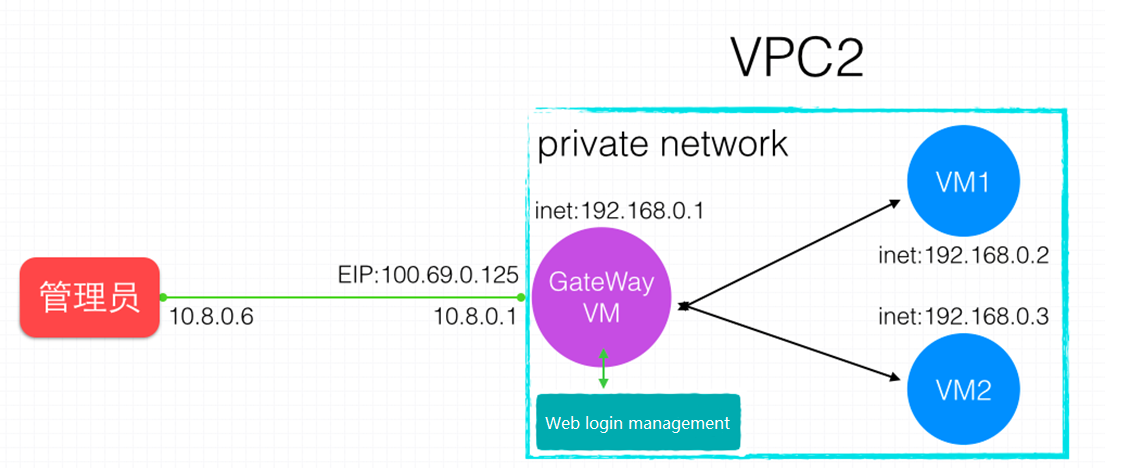 VPC2
private network
inet:192.168.0.1
VM1
inet:192.168.0.2
EIP:100.69.0.125
GateWay
VM
管理员
10.8.0.6
10.8.0.1
inet:192.168.0.3
VM2
Web login management